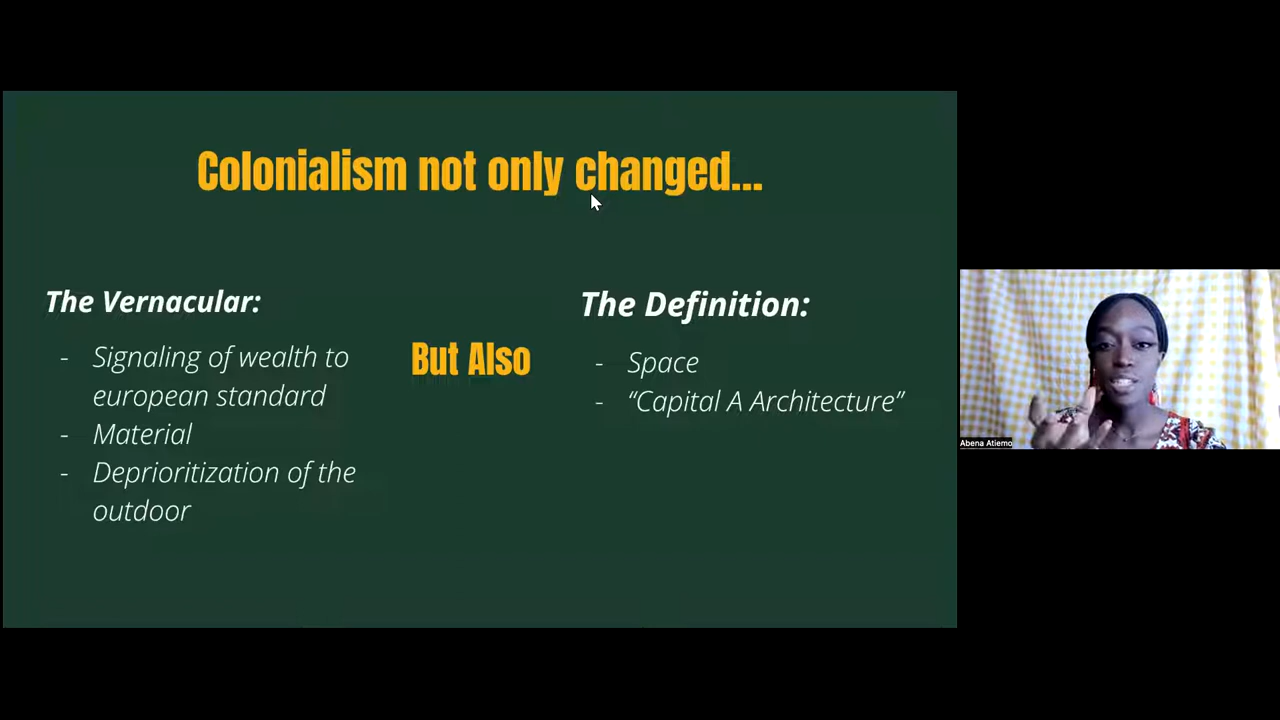 Colonialism not only changed...
The Vernacular:
- Signaling of wealth to
european standard
- Material
- Deprioritization of the
outdoor
But Also
The Definition:
- Space
- “Capital A Architecture”
Abena Atiemo